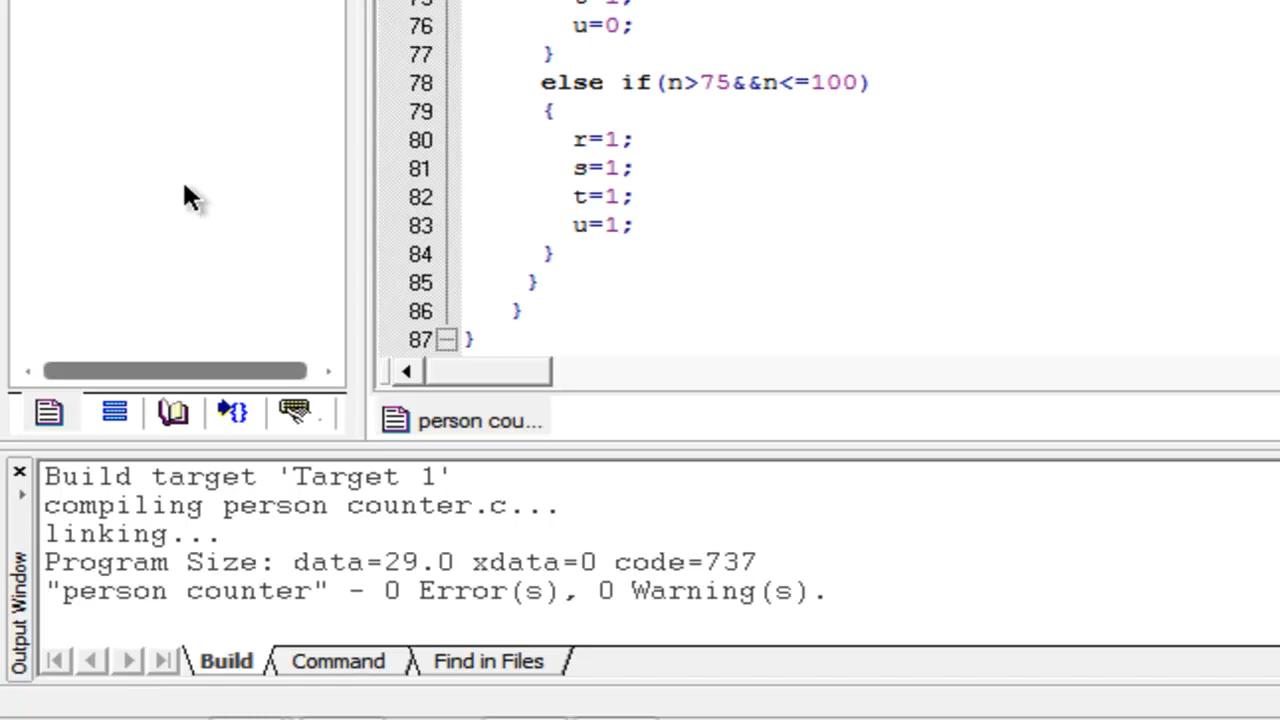 76 u=0;
77 }
78 else if(n>75&&n<=100)
79 {
80 r=1;
81 s=1;
82 t=1;
83 u=1;
84 }
85 }
86 }
87 }
person cou...
Build target 'Target 1'
compiling person counter.c...
linking...
Program Size: data=29.0 xdata=0 code=737
"person counter" - 0 Error(s), 0 Warning(s).
Output Window
Build Command Find in Files